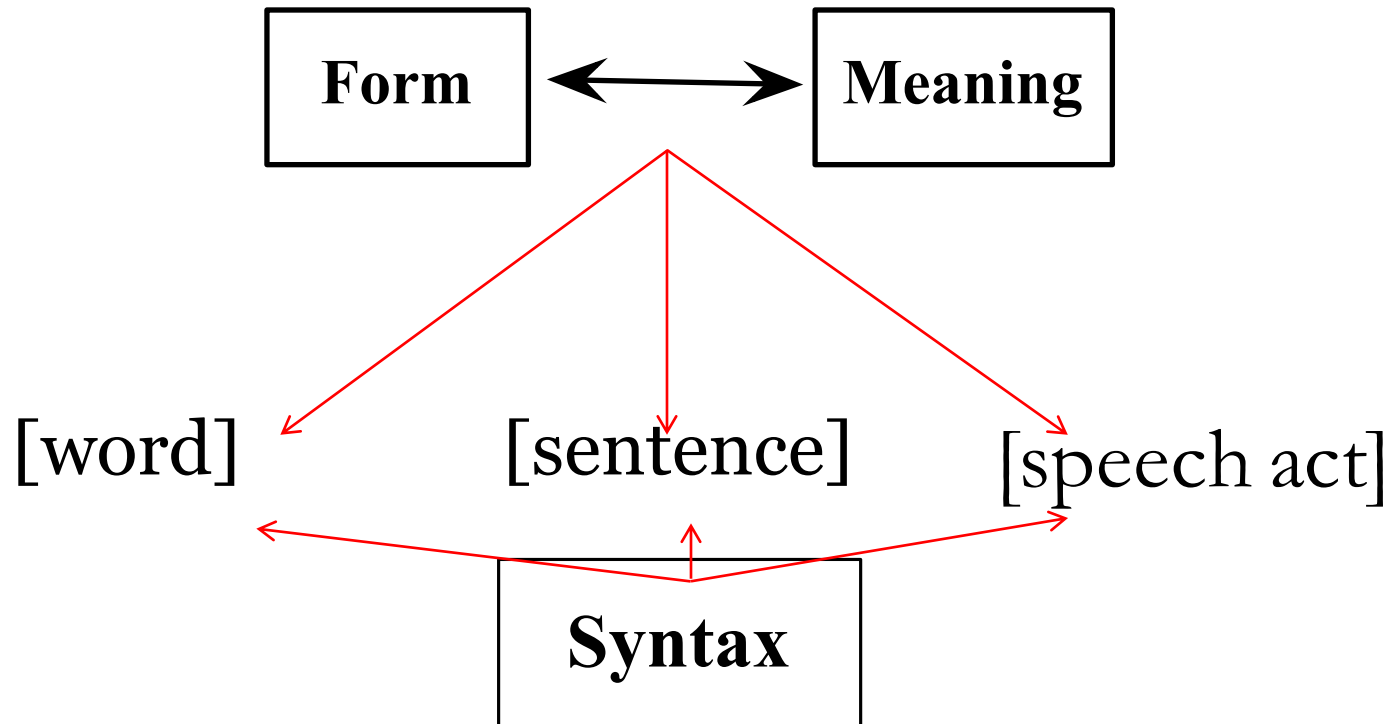 Form
Meaning
[word]
[sentence]
[speech act]
Syntax